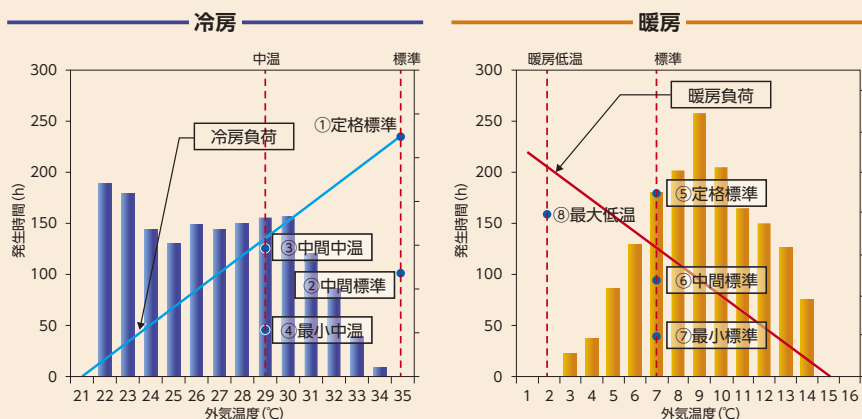 冷房
中温
標準
300
250
200
150
100
50
0
発生時間(h)
冷房負荷
①定格標準
③中間中温
②中間標準
④最小中温
21 22 23 24 25 26 27 28 29 30 31 32 33 34 35
外気温度(℃)
暖房
暖房低温
標準
300
250
200
150
100
50
0
発生時間(h)
暖房負荷
⑤定格標準
⑧最大低温
⑥中間標準
⑦最小標準
1 2 3 4 5 6 7 8 9 10 11 12 13 14 15 16
外気温度(℃)